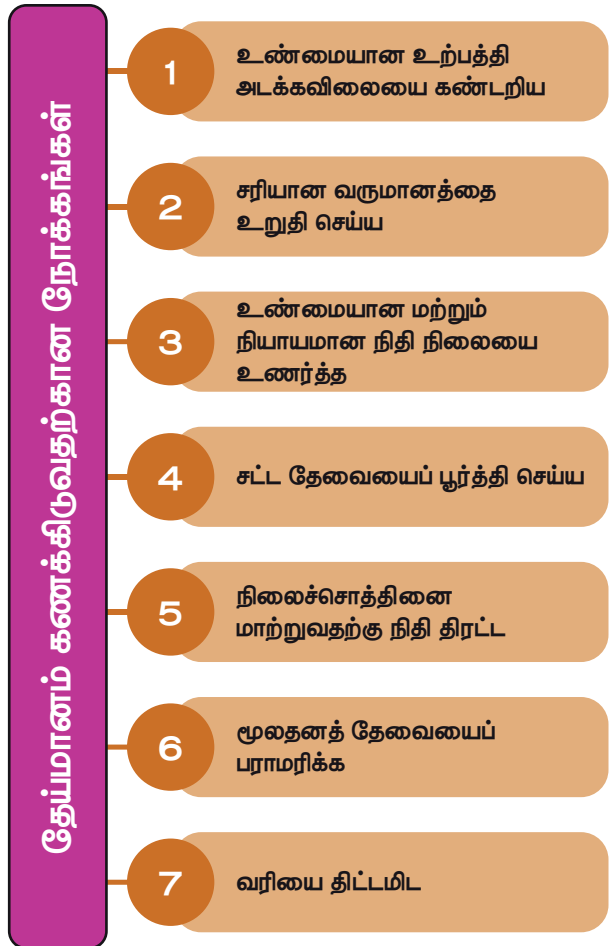 தேய்மானம் கணக்கிடுவதற்கான நோக்கங்கள்
1
உண்மையான உற்பத்தி
அடக்கவிலையை கண்டறிய
2
சரியான வருமானத்தை
உறுதி செய்ய
3
உண்மையான மற்றும்
நியாயமான நிதி நிலையை
உணர்த்த
4
சட்ட தேவையைப் பூர்த்தி செய்ய
5
நிலைச்சொத்தினை
மாற்றுவதற்கு நிதி திரட்ட
6
மூலதனத் தேவையைப்
பராமரிக்க
7
வரியை திட்டமிட